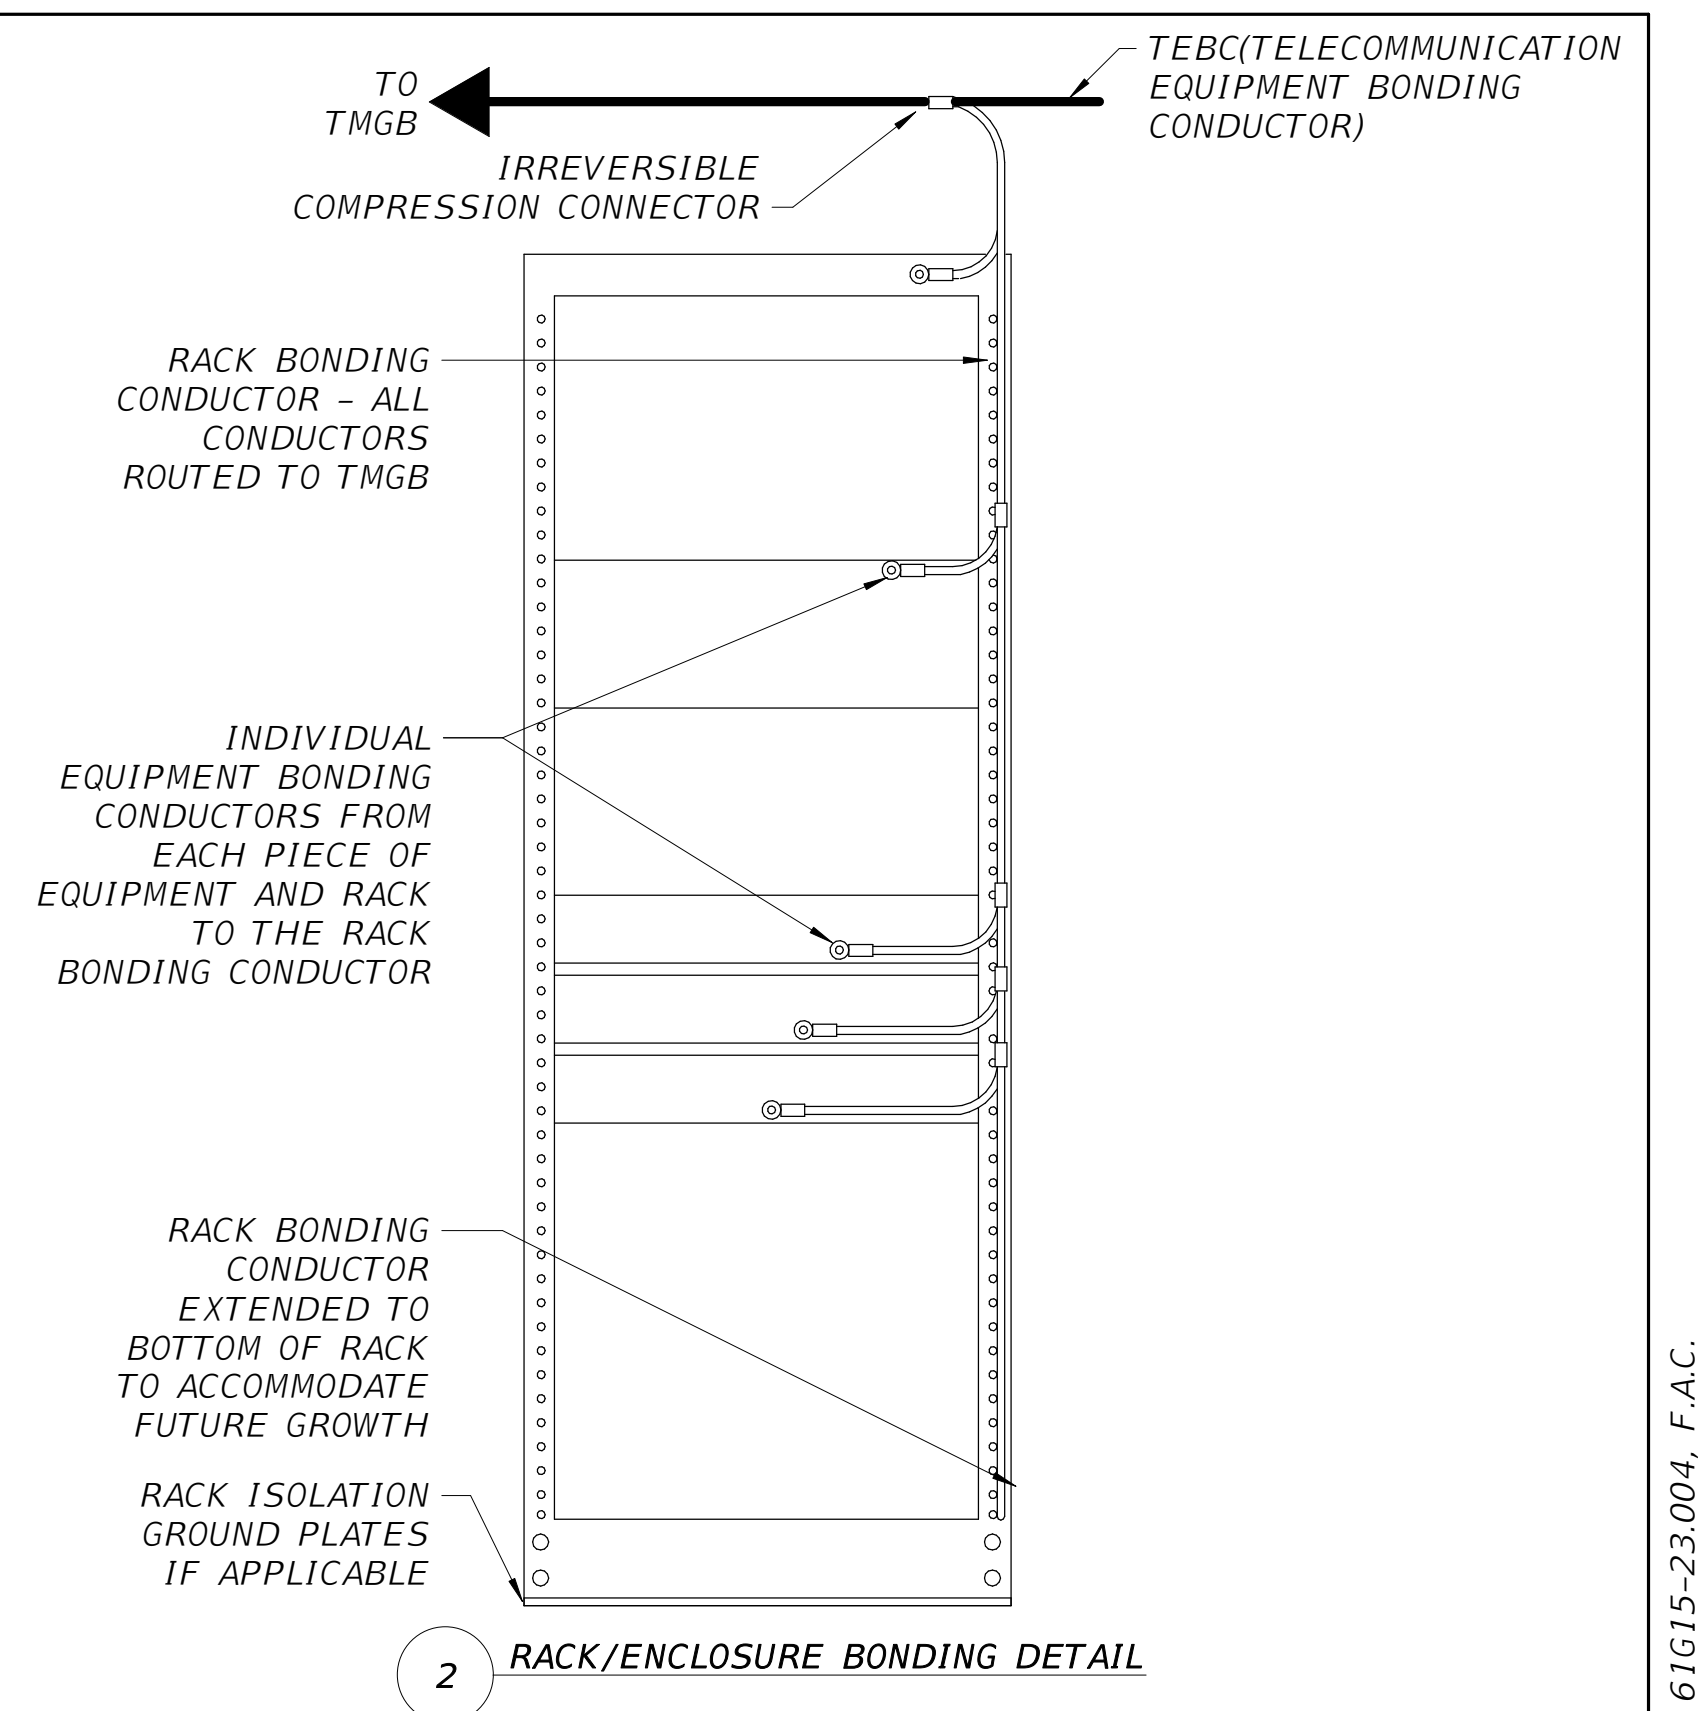 TO
TMGB
TEBC(TELECOMMUNICATION
EQUIPMENT BONDING
CONDUCTOR)
IRREVERSIBLE
COMPRESSION CONNECTOR
RACK BONDING
CONDUCTOR – ALL
CONDUCTORS
ROUTED TO TMGB
INDIVIDUAL
EQUIPMENT BONDING
CONDUCTORS FROM
EACH PIECE OF
EQUIPMENT AND RACK
TO THE RACK
BONDING CONDUCTOR
RACK BONDING
CONDUCTOR
EXTENDED TO
BOTTOM OF RACK
TO ACCOMMODATE
FUTURE GROWTH
RACK ISOLATION
GROUND PLATES
IF APPLICABLE
2
RACK/ENCLOSURE BONDING DETAIL
61G15–23.004, F.A.C.